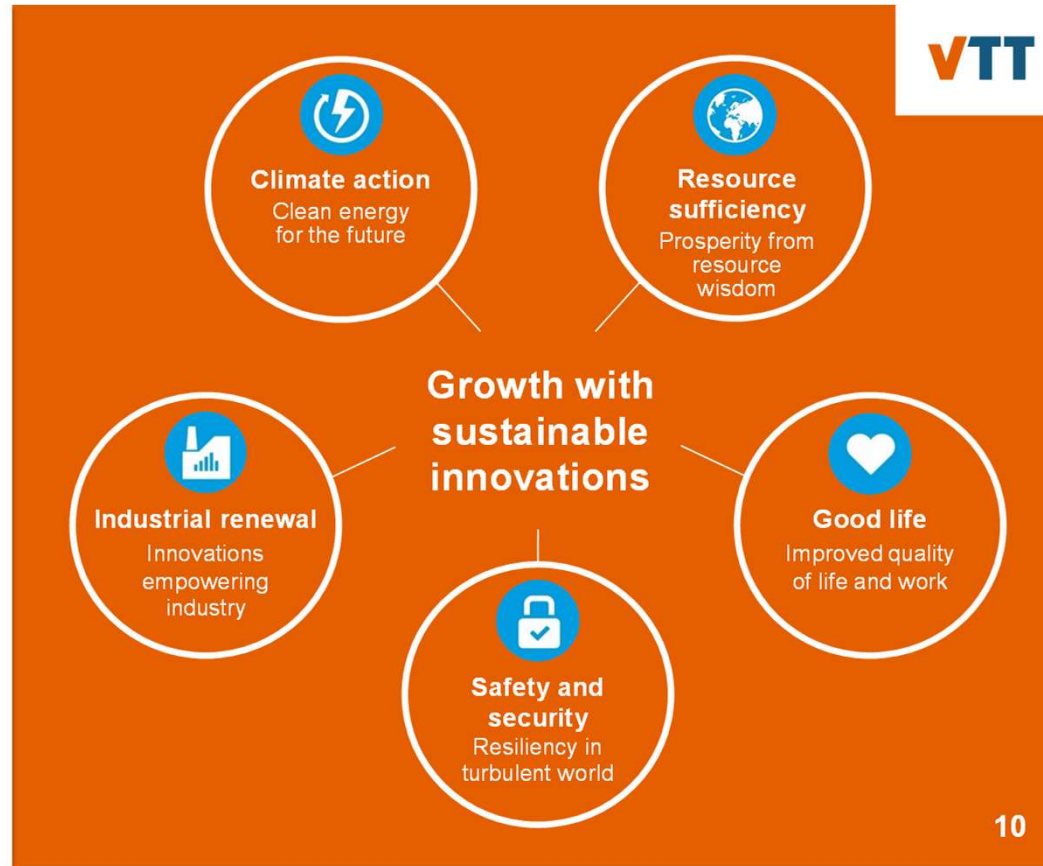 VTT
Climate action
Clean energy
for the future
Resource
sufficiency
Prosperity from
resource
wisdom
Growth with
sustainable
innovations
Industrial renewal
Innovations
empowering
industry
Good life
Improved quality
of life and work
Safety and
security
Resiliency in
turbulent world
10